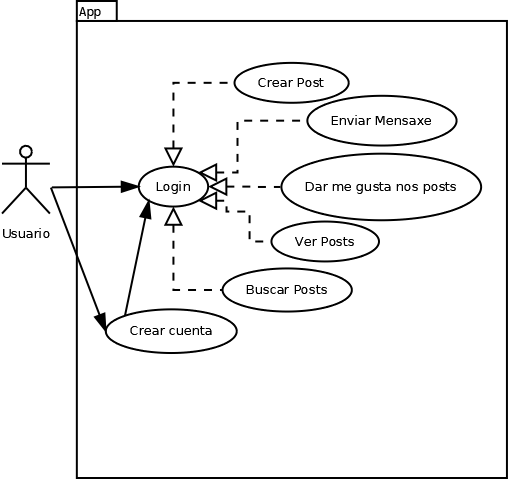 App
Crear Post
Enviar Mensaxe
Login
Dar me gusta nos posts
Usuario
Ver Posts
Buscar Posts
Crear cuenta